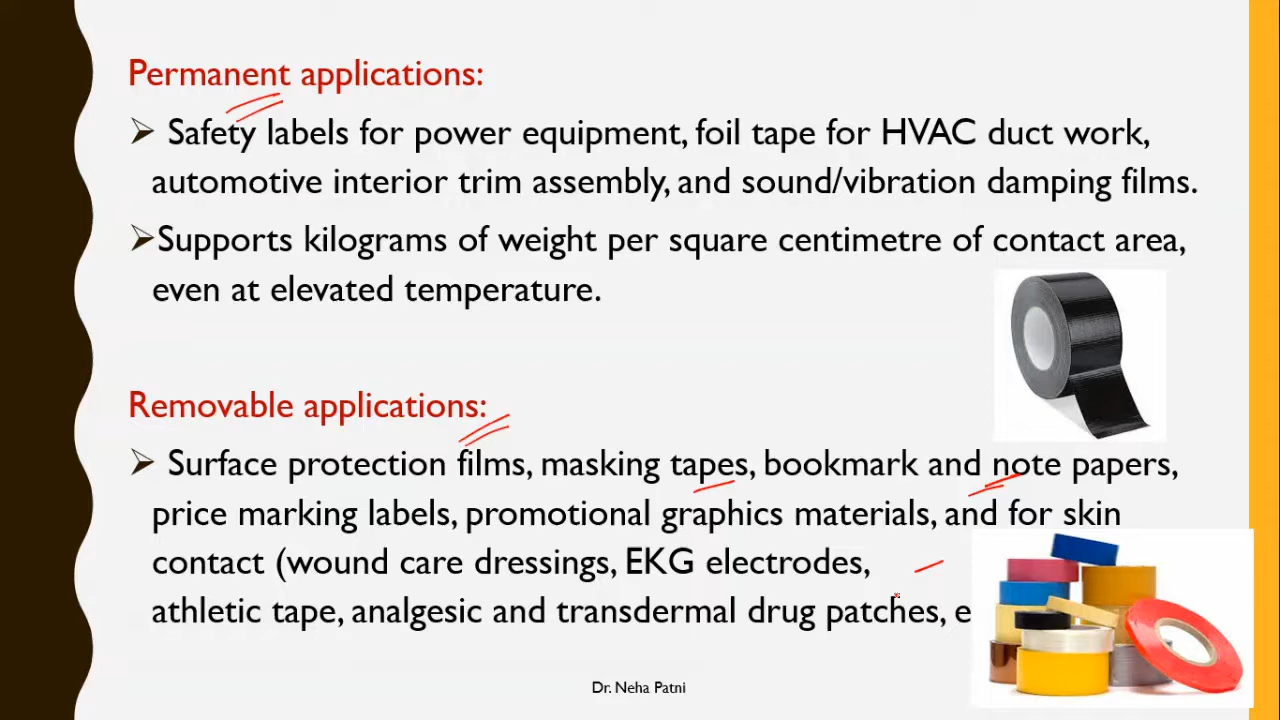 Permanent applications:
➢ Safety labels for power equipment, foil tape for HVAC duct work,
automotive interior trim assembly, and sound/vibration damping films.
➢Supports kilograms of weight per square centimetre of contact area,
even at elevated temperature.
Removable applications:
➢ Surface protection films, masking tapes, bookmark and note papers,
price marking labels, promotional graphics materials, and for skin
contact (wound care dressings, EKG electrodes,
athletic tape, analgesic and transdermal drug patches,
Dr. Neha Patni